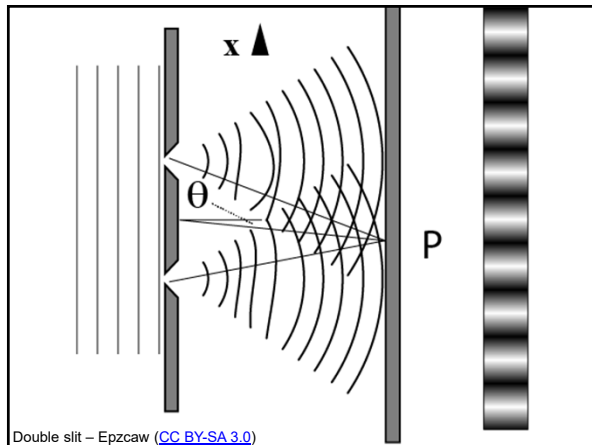 x
θ
P
Double slit – Epzcaw (CC BY-SA 3.0)